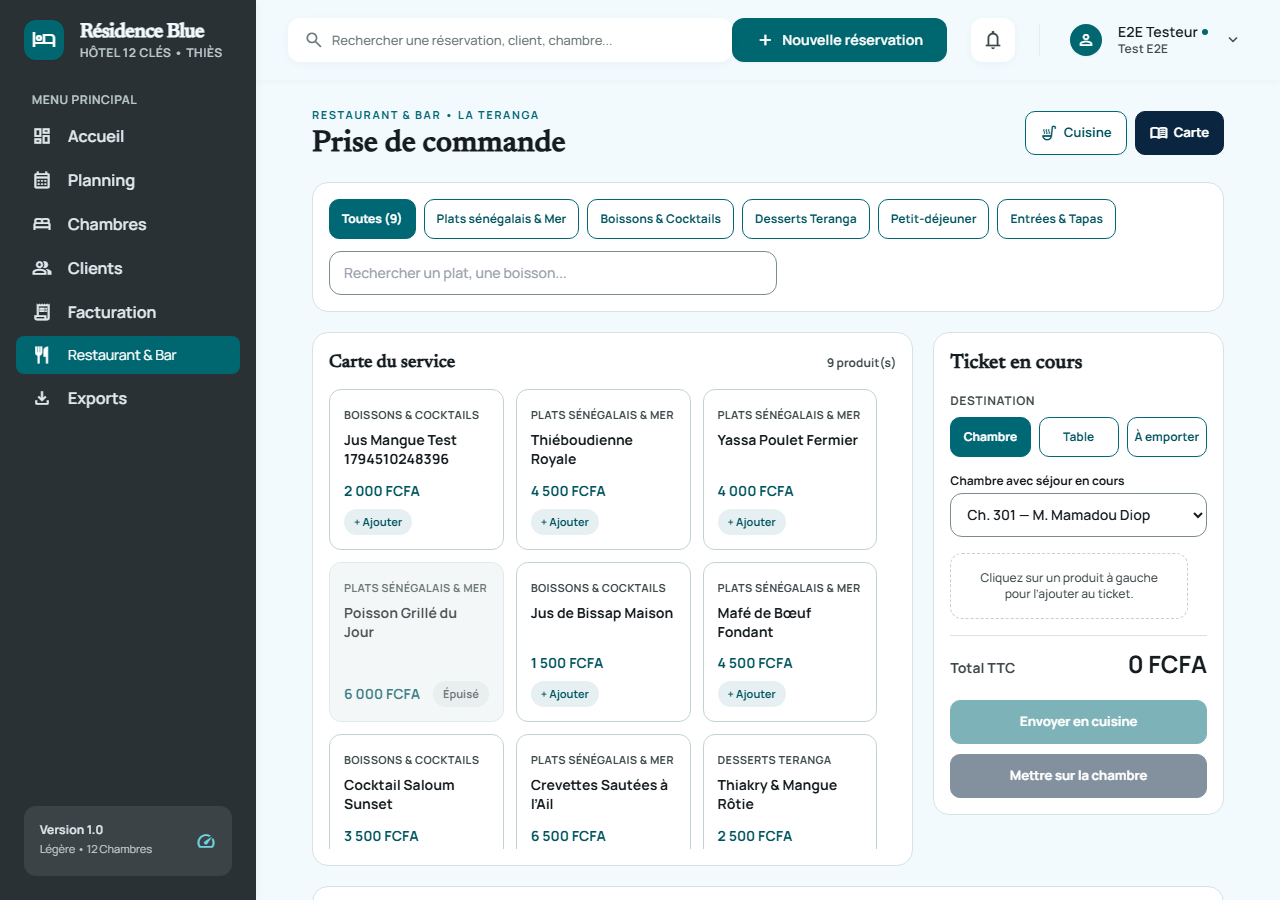 Résidence Blue
HÔTEL 12 CLÉS • THIÈS
MENU PRINCIPAL
Accueil
Planning
Chambres
Clients
Facturation
Restaurant & Bar
Exports
Version 1.0
Légère • 12 Chambres
Rechercher une réservation, client, chambre...
+ Nouvelle réservation
E2E Testeur
Test E2E
RESTAURANT & BAR • LA TERANGA
Prise de commande
Cuisine
Carte
Toutes (9)
Plats sénégalais & Mer
Boissons & Cocktails
Desserts Teranga
Petit-déjeuner
Entrées & Tapas
Rechercher un plat, une boisson...
Carte du service
9 produit(s)
BOISSONS & COCKTAILS
Jus Mangue Test
1794510248396
2 000 FCFA
+ Ajouter
PLATS SÉNÉGALAIS & MER
Thiéboudienne
Royale
4 500 FCFA
+ Ajouter
PLATS SÉNÉGALAIS & MER
Yassa Poulet Fermier
4 000 FCFA
+ Ajouter
PLATS SÉNÉGALAIS & MER
Poisson Grillé du
Jour
6 000 FCFA
Épuisé
BOISSONS & COCKTAILS
Jus de Bissap Maison
1 500 FCFA
+ Ajouter
PLATS SÉNÉGALAIS & MER
Mafé de Bœuf
Fondant
4 500 FCFA
+ Ajouter
BOISSONS & COCKTAILS
Cocktail Saloum
Sunset
3 500 FCFA
PLATS SÉNÉGALAIS & MER
Crevettes Sautées à
l'Ail
6 500 FCFA
DESSERTS TERANGA
Thiakry & Mangue
Rôtie
2 500 FCFA
Ticket en cours
DESTINATION
Chambre
Table
À emporter
Chambre avec séjour en cours
Ch. 301 — M. Mamadou Diop
Cliquez sur un produit à gauche
pour l'ajouter au ticket.
Total TTC
0 FCFA
Envoyer en cuisine
Mettre sur la chambre